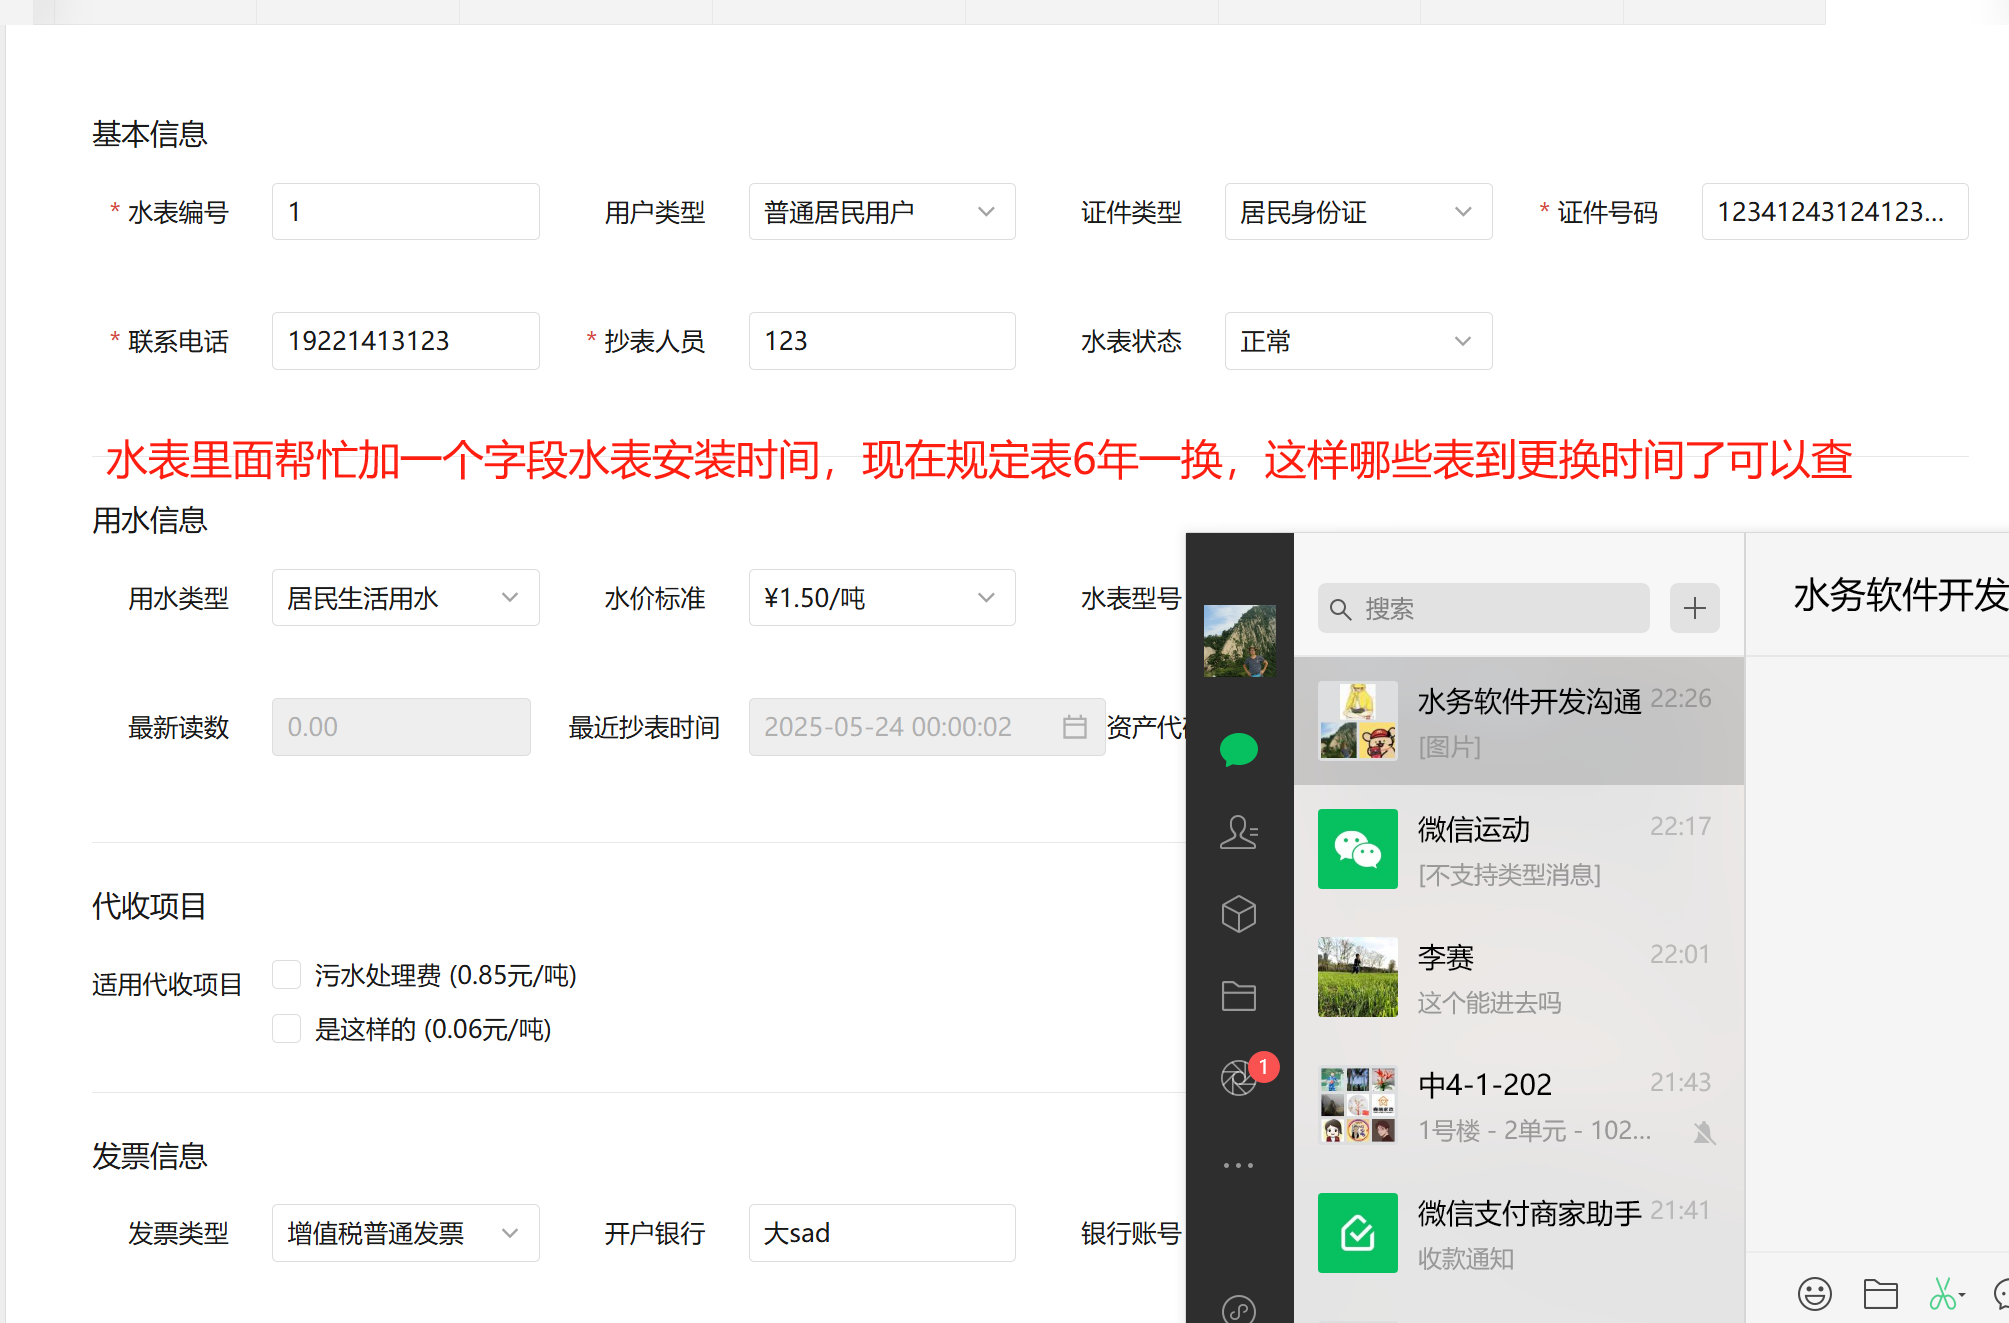 基本信息
* 水表编号 1 用户类型 普通居民用户 证件类型 居民身份证 * 证件号码 12341243124123...
* 联系电话 19221413123 * 抄表人员 123 水表状态 正常
水表里面帮忙加一个字段水表安装时间，现在规定表6年一换，这样哪些表到更换时间了可以查
用水信息
用水类型 居民生活用水 水价标准 ¥1.50/吨 水表型号
最新读数 0.00 最近抄表时间 2025-05-24 00:00:02 资产代
代收项目
适用代收项目 污水处理费 (0.85元/吨)
是这样的 (0.06元/吨)
发票信息
发票类型 增值税普通发票 开户银行 大sad 银行账号
搜索
水务软件开发
水务软件开发沟通 22:26
[图片]
微信运动 22:17
[不支持类型消息]
李赛 22:01
这个能进去吗
1
中4-1-202 21:43
1号楼 - 2单元 - 102...
微信支付商家助手 21:41
收款通知